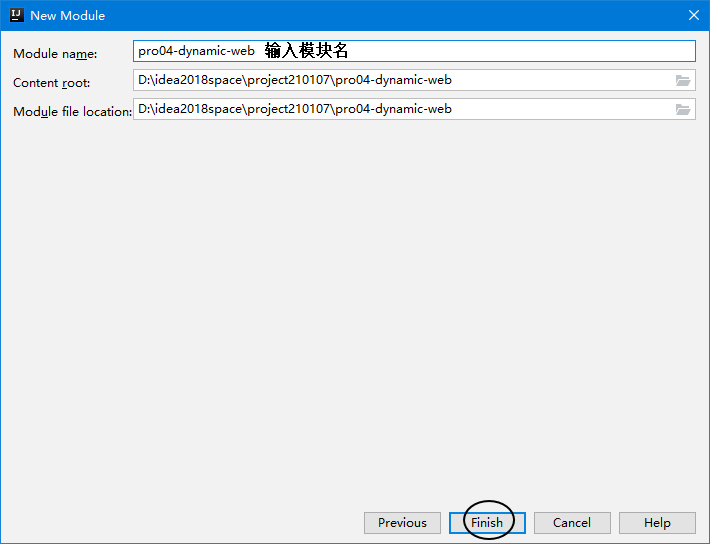 New Module
Module name: pro04-dynamic-web 输入模块名
Content root: D:\idea2018space\project210107\pro04-dynamic-web
Module file location: D:\idea2018space\project210107\pro04-dynamic-web
Previous Finish Cancel Help